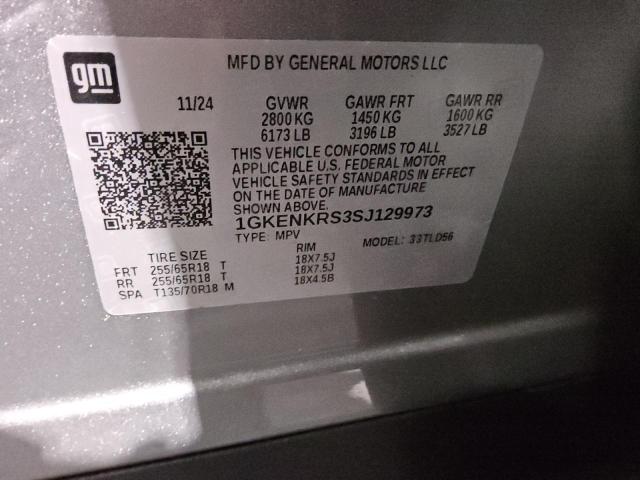 gm
MFD BY GENERAL MOTORS LLC
11/24 GVWR GAWR FRT GAWR RR
2800 KG 1450 KG 1600 KG
6173 LB 3196 LB 3527 LB
THIS VEHICLE CONFORMS TO ALL
APPLICABLE U.S. FEDERAL MOTOR
VEHICLE SAFETY STANDARDS IN EFFECT
ON THE DATE OF MANUFACTURE
SHOWN ABOVE.
1GKENKRS3SJ129973
TYPE: MPV MODEL: 33TLD56
TIRE SIZE RIM
FRT 255/65R18 T 18X7.5J
RR 255/65R18 T 18X7.5J
SPA T135/70R18 M 18X4.5B